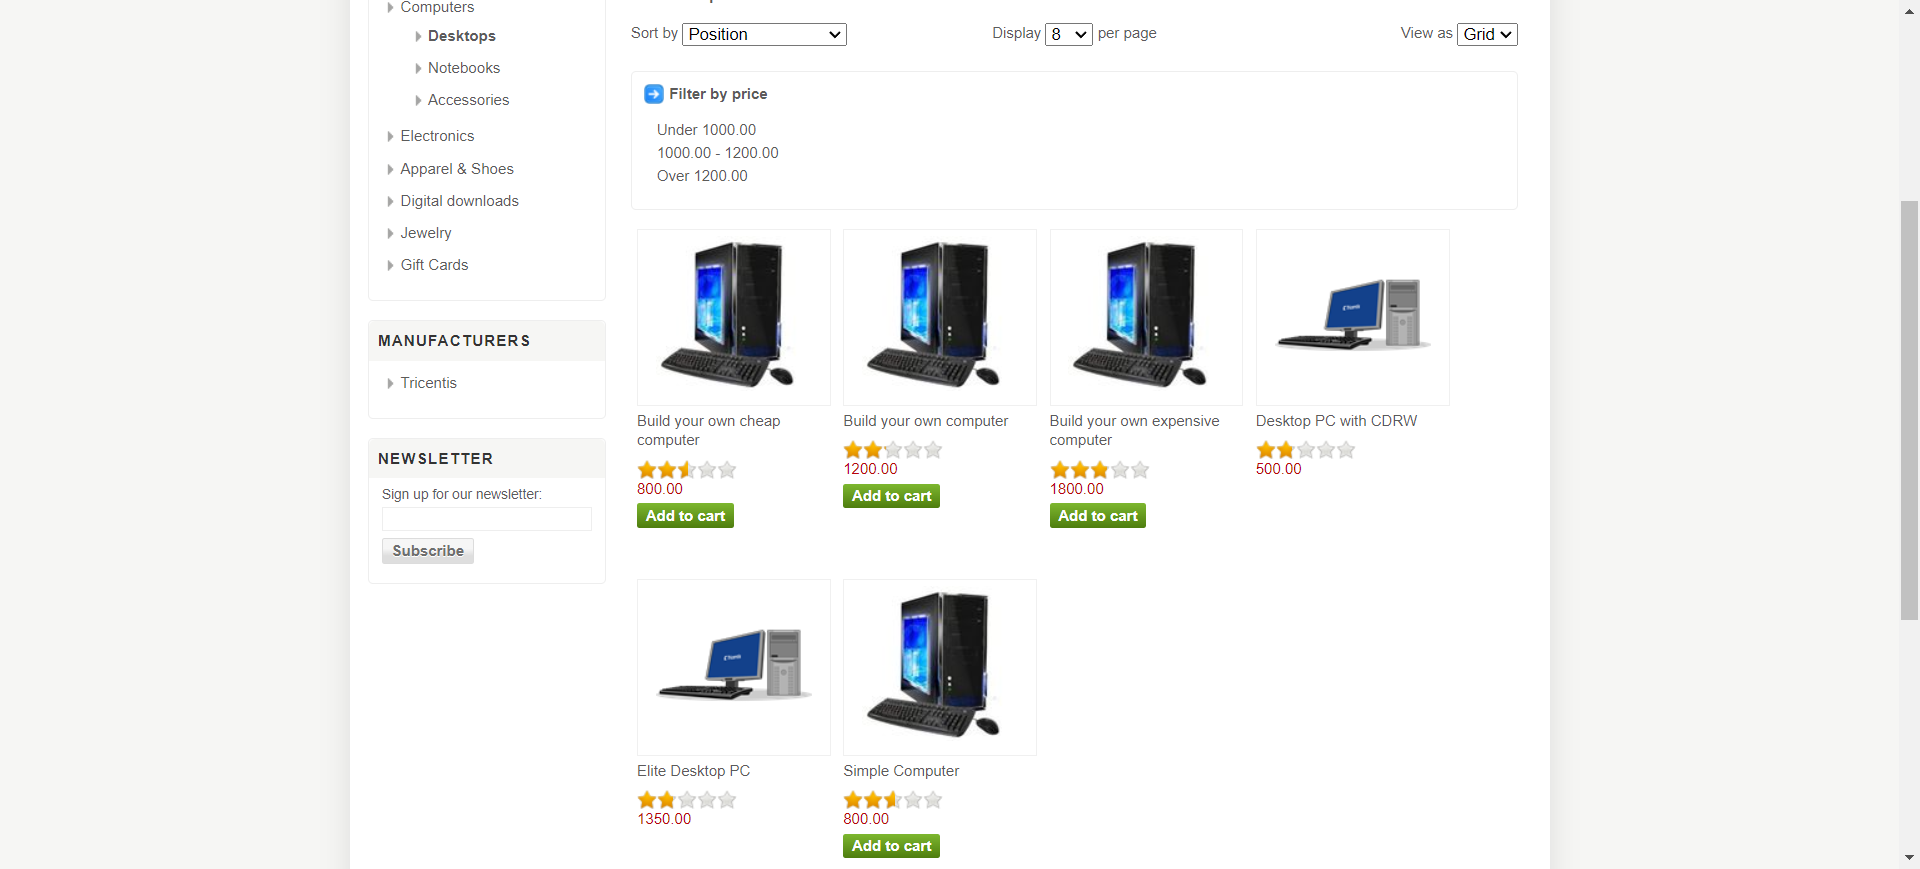 Computers
Desktops
Notebooks
Accessories
Electronics
Apparel & Shoes
Digital downloads
Jewelry
Gift Cards
MANUFACTURERS
Tricentis
NEWSLETTER
Sign up for our newsletter:
Subscribe
Sort by Position
Display 8 per page
View as Grid
Filter by price
Under 1000.00
1000.00 - 1200.00
Over 1200.00
Build your own cheap
computer
800.00
Add to cart
Build your own computer
1200.00
Add to cart
Build your own expensive
computer
1800.00
Add to cart
Desktop PC with CDRW
500.00
Elite Desktop PC
1350.00
Simple Computer
800.00
Add to cart